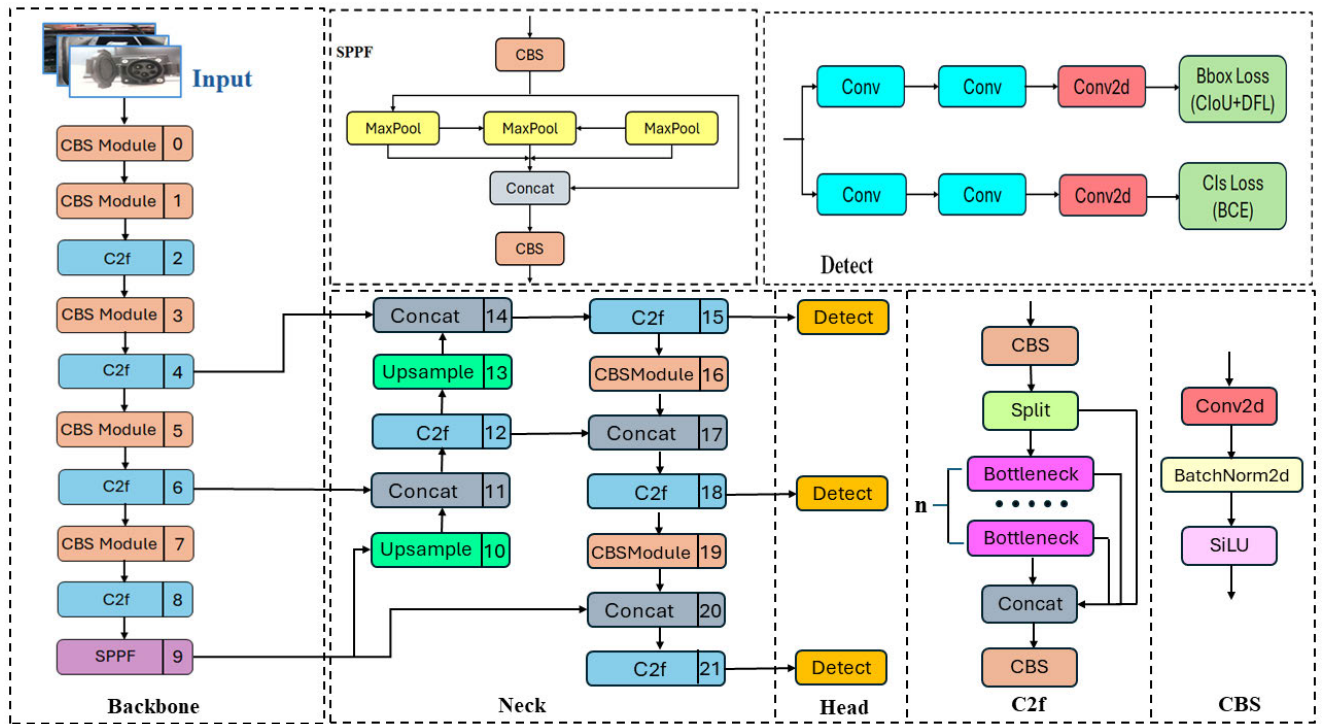 Input
CBS Module 0
CBS Module 1
C2f 2
CBS Module 3
C2f 4
CBS Module 5
C2f 6
CBS Module 7
C2f 8
SPPF 9
Backbone
SPPF
CBS
MaxPool MaxPool MaxPool
Concat
CBS
Conv Conv Conv2d Bbox Loss
(CIoU+DFL)
Conv Conv Conv2d Cls Loss
(BCE)
Detect
Concat 14
Upsample 13
C2f 12
Concat 11
Upsample 10
C2f 15
CBSModule 16
Concat 17
C2f 18
CBSModule 19
Concat 20
C2f 21
Neck
Detect
Detect
Detect
Head
CBS
Split
Bottleneck
n
Bottleneck
Concat
CBS
C2f
Conv2d
BatchNorm2d
SiLU
CBS